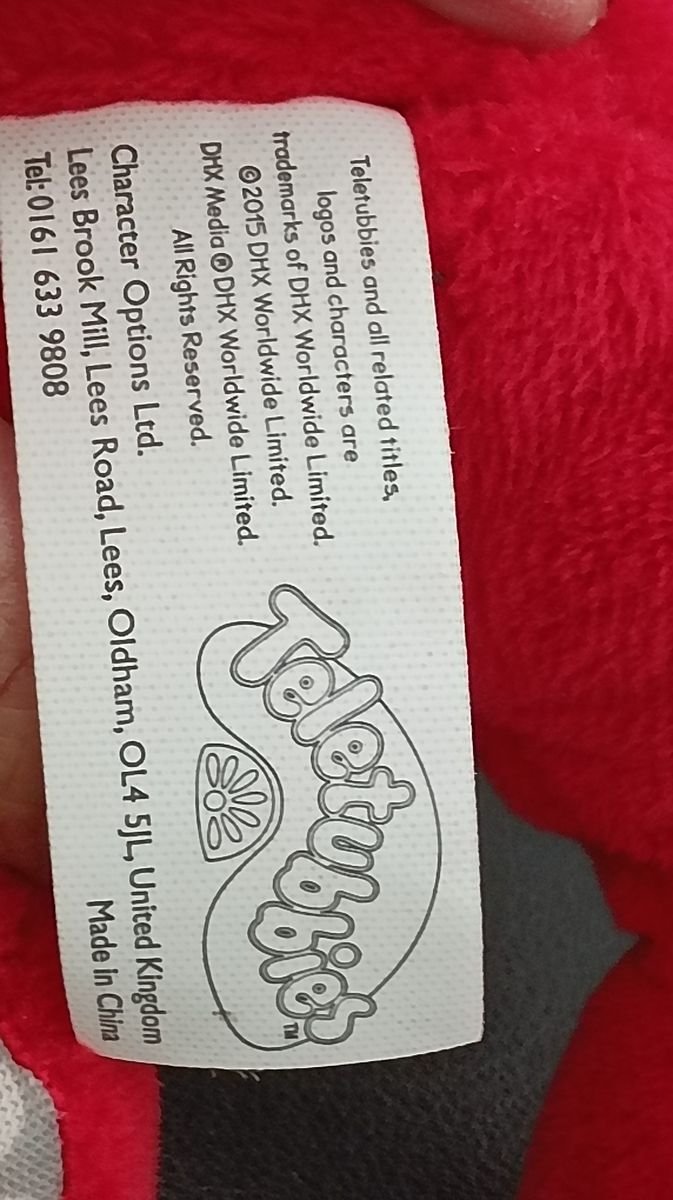 Teletubbies and all related titles,
logos and characters are
trademarks of DHX Worldwide Limited.
©2015 DHX Worldwide Limited.
DHX Media ® DHX Worldwide Limited.
All Rights Reserved.
Teletubbies™
Character Options Ltd.
Lees Brook Mill, Lees Road, Lees, Oldham, OL4 5JL, United Kingdom
Tel: 0161 633 9808
Made in China